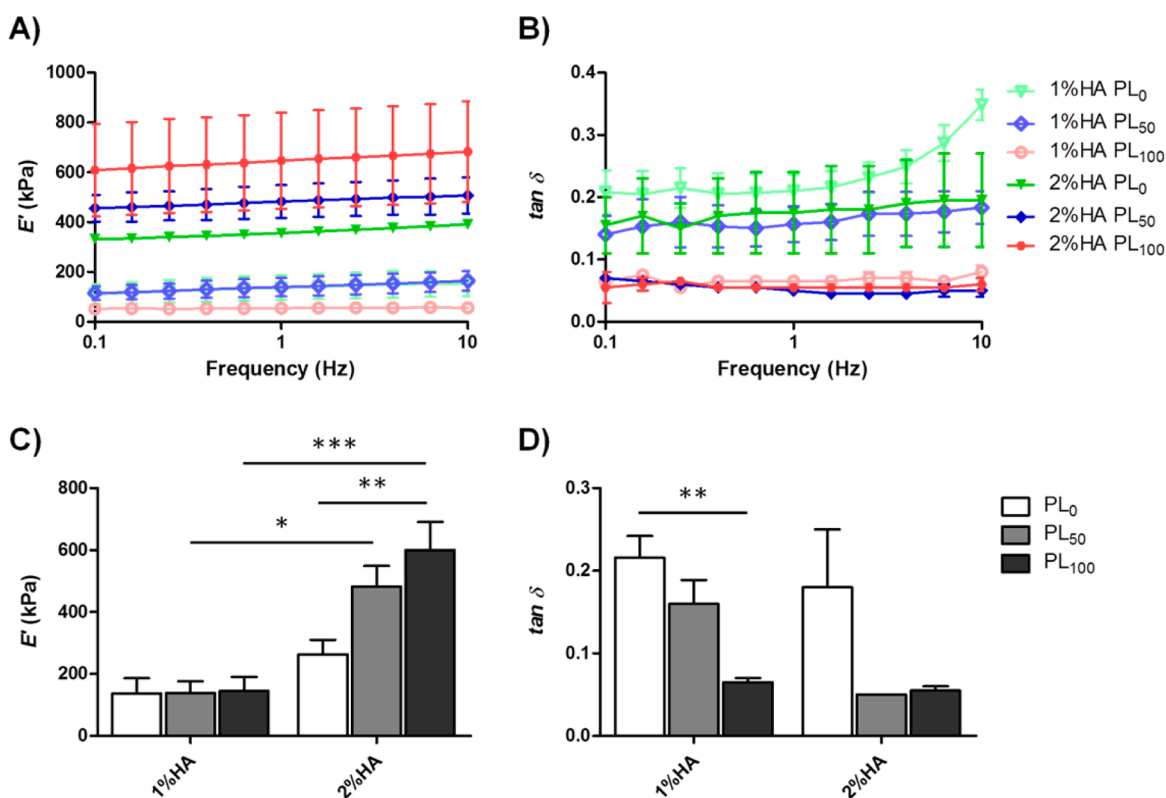 A)
B)
E' (kPa)
1000
800
600
400
200
0
0.1
1
10
Frequency (Hz)
tan δ
0.4
0.3
0.2
0.1
0.0
0.1
1
10
Frequency (Hz)
1%HA PL0
1%HA PL50
1%HA PL100
2%HA PL0
2%HA PL50
2%HA PL100
C)
D)
E' (kPa)
800
600
400
200
0
*
***
**
1%HA
2%HA
tan δ
0.3
0.2
0.1
0.0
**
1%HA
2%HA
PL0
PL50
PL100